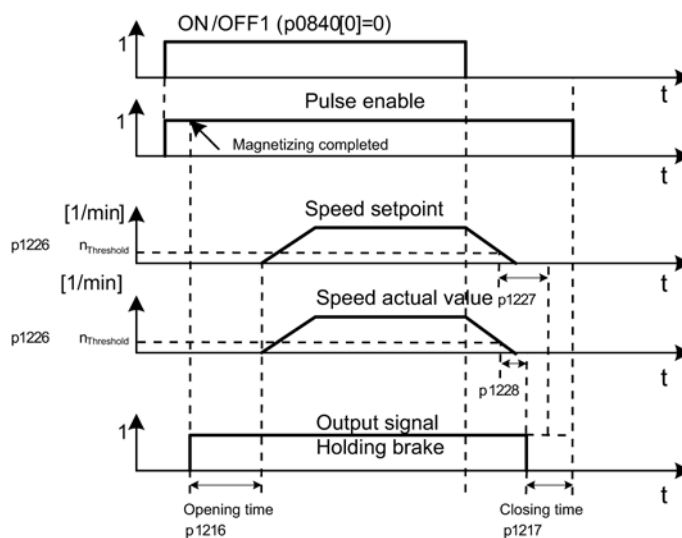 ON/OFF1 (p0840[0]=0)
1
t
Pulse enable
1
Magnetizing completed
t
[1/min]
Speed setpoint
p1226 nThreshold
t
p1227
[1/min]
Speed actual value
p1226 nThreshold
t
p1228
Output signal
1
Holding brake
t
Opening time
p1216
Closing time
p1217